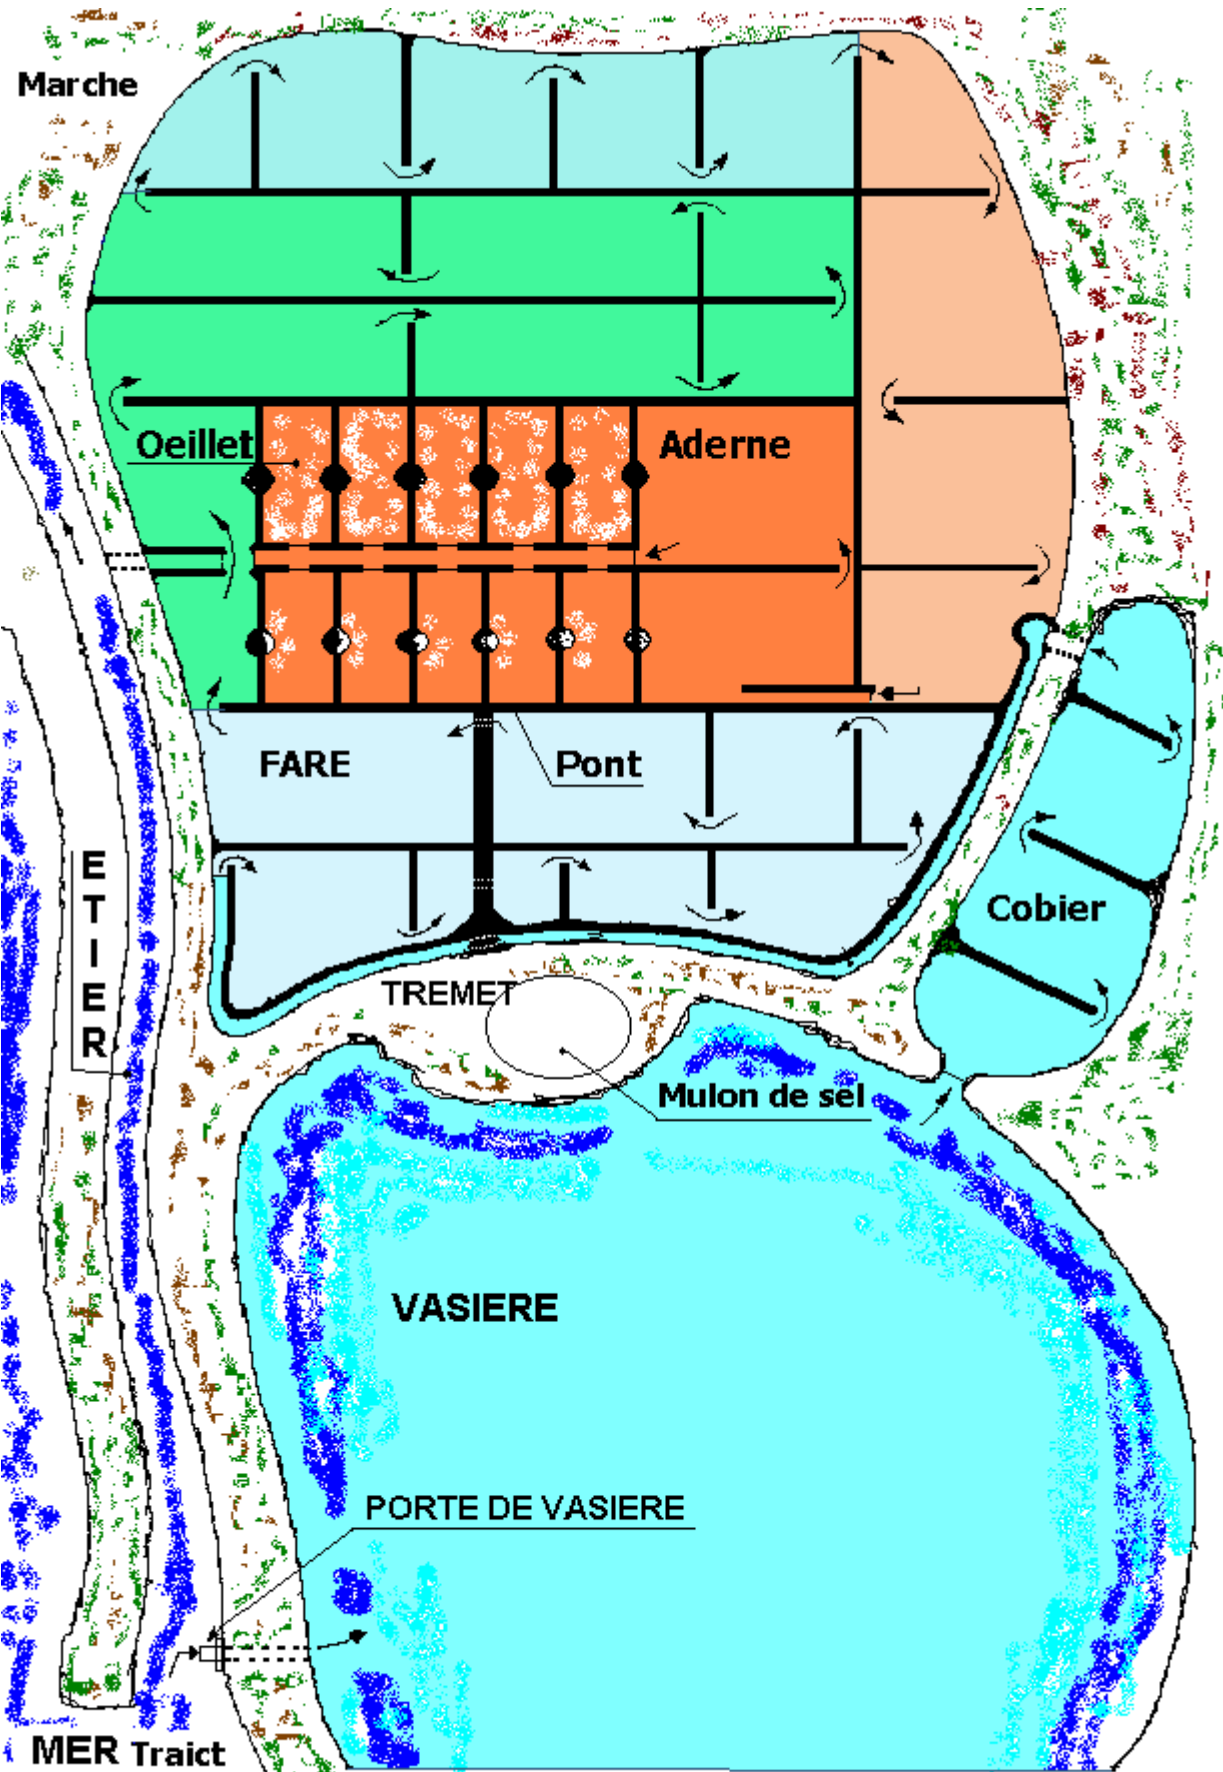 Marche
Oeillet
Aderne
FARE
Pont
ETIER
Cobier
TREMET
Mulon de sel
VASIERE
PORTE DE VASIERE
MER Traict